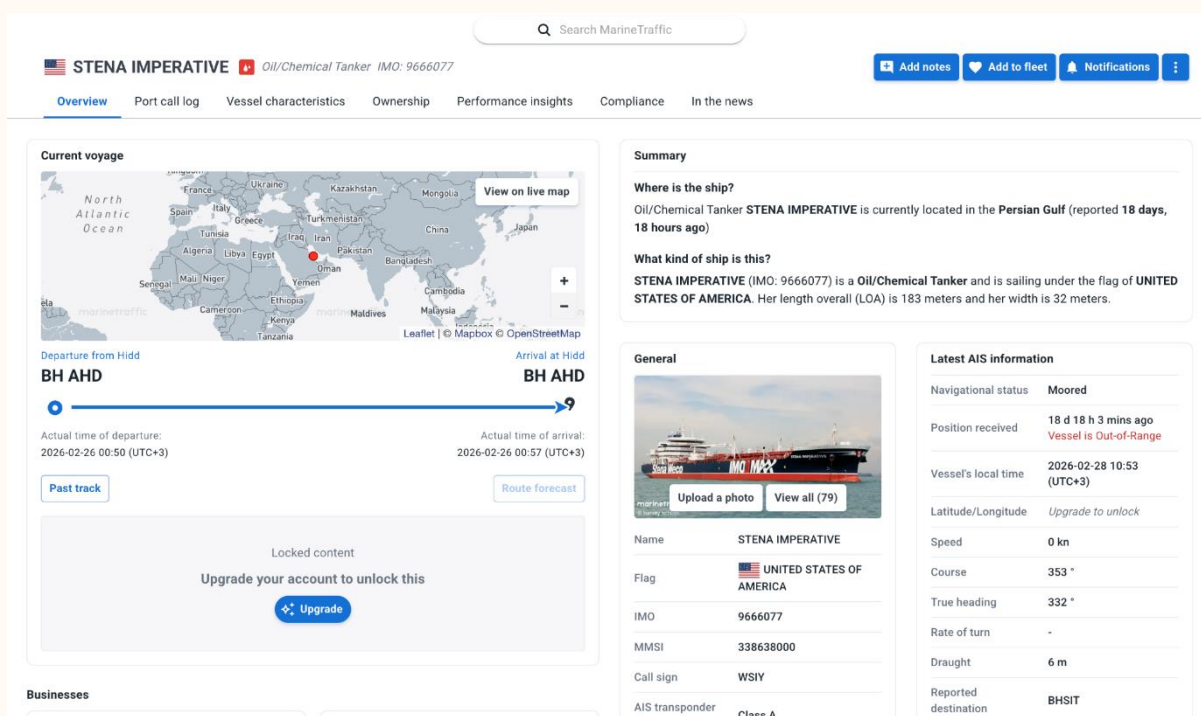 Search MarineTraffic
STENA IMPERATIVE Oil/Chemical Tanker IMO: 9666077
Add notes
Add to fleet
Notifications
Overview
Port call log
Vessel characteristics
Ownership
Performance insights
Compliance
In the news
Current voyage
View on live map
North
Atlantic
Ocean
France
Ukraine
Kazakhstan
Mongolia
Spain
Italy
Greece
Turkmenistan
China
Japan
Tunisia
Iraq
Iran
Algeria
Libya
Egypt
Pakistan
Bangladesh
Oman
Senegal
Mali
Niger
Yemen
Cambodia
Ethiopia
marinetraffic
Cameroon
Kenya
Maldives
Malaysia
Tanzania
+
−
Leaflet | © Mapbox © OpenStreetMap
Departure from Hidd
Arrival at Hidd
BH AHD
BH AHD
Actual time of departure:
2026-02-26 00:50 (UTC+3)
Actual time of arrival:
2026-02-26 00:57 (UTC+3)
Past track
Route forecast
Locked content
Upgrade your account to unlock this
Upgrade
Businesses
Summary
Where is the ship?
Oil/Chemical Tanker STENA IMPERATIVE is currently located in the Persian Gulf (reported 18 days,
18 hours ago)
What kind of ship is this?
STENA IMPERATIVE (IMO: 9666077) is a Oil/Chemical Tanker and is sailing under the flag of UNITED
STATES OF AMERICA. Her length overall (LOA) is 183 meters and her width is 32 meters.
General
Stena Weco
IMO MAXX
Upload a photo
View all (79)
Name STENA IMPERATIVE
Flag UNITED STATES OF
AMERICA
IMO 9666077
MMSI 338638000
Call sign WSIY
AIS transponder
Class A
Latest AIS information
Navigational status Moored
Position received 18 d 18 h 3 mins ago
Vessel is Out-of-Range
Vessel's local time 2026-02-28 10:53
(UTC+3)
Latitude/Longitude Upgrade to unlock
Speed 0 kn
Course 353 °
True heading 332 °
Rate of turn -
Draught 6 m
Reported
destination BHSIT